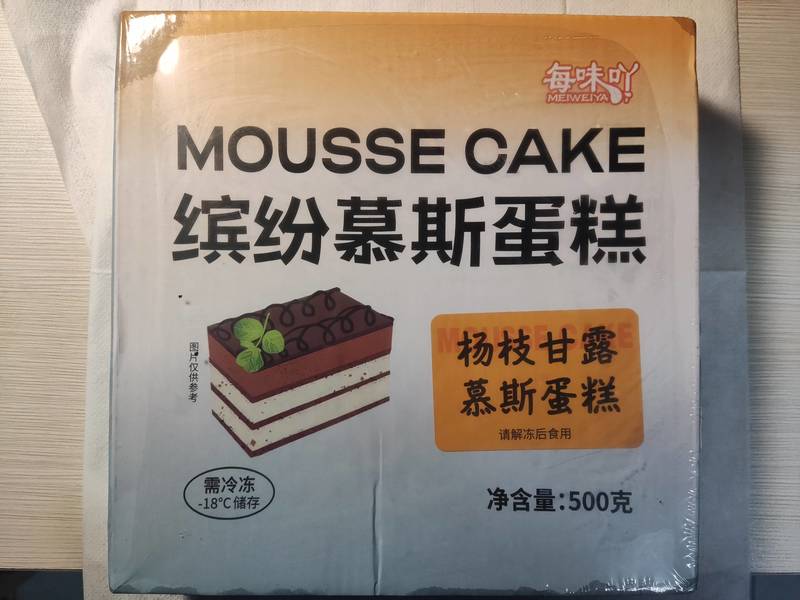 每味吖
MEIWEIYA
MOUSSE CAKE
缤纷慕斯蛋糕
图片仅供参考
MOUSSE CAKE
杨枝甘露
慕斯蛋糕
请解冻后食用
需冷冻
-18°C 储存
净含量:500克